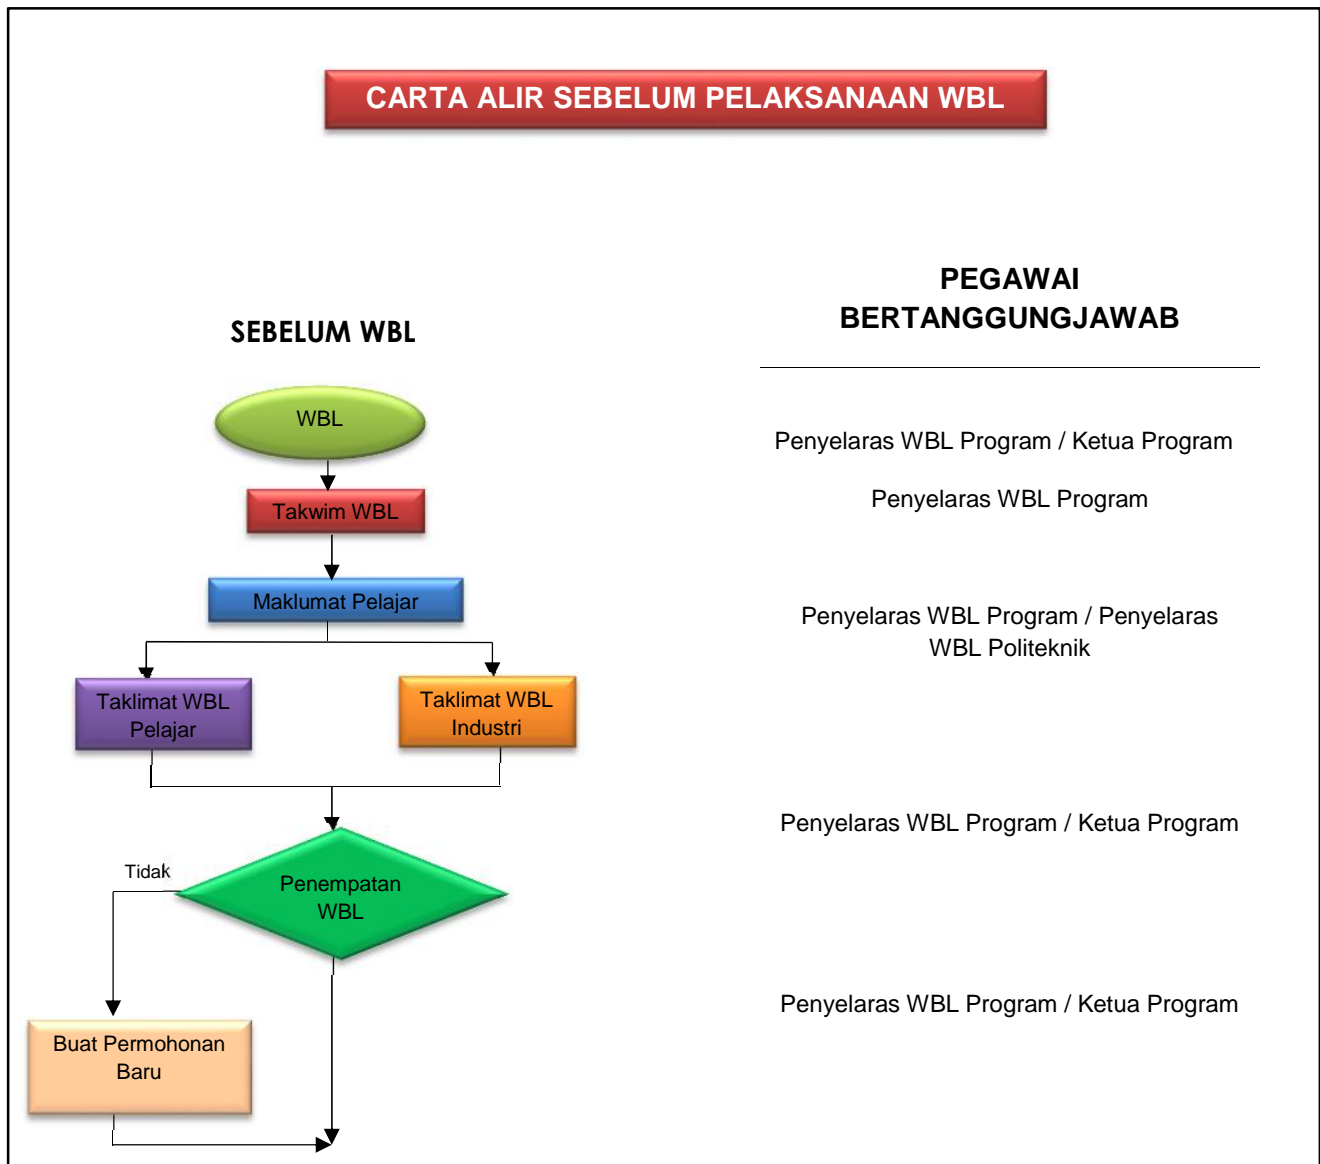 CARTA ALIR SEBELUM PELAKSANAAN WBL
PEGAWAI
BERTANGGUNGJAWAB
SEBELUM WBL
WBL
Penyelaras WBL Program / Ketua Program
Takwim WBL
Penyelaras WBL Program
Maklumat Pelajar
Penyelaras WBL Program / Penyelaras
WBL Politeknik
Taklimat WBL
Pelajar
Taklimat WBL
Industri
Penyelaras WBL Program / Ketua Program
Tidak
Penempatan
WBL
Penyelaras WBL Program / Ketua Program
Buat Permohonan
Baru